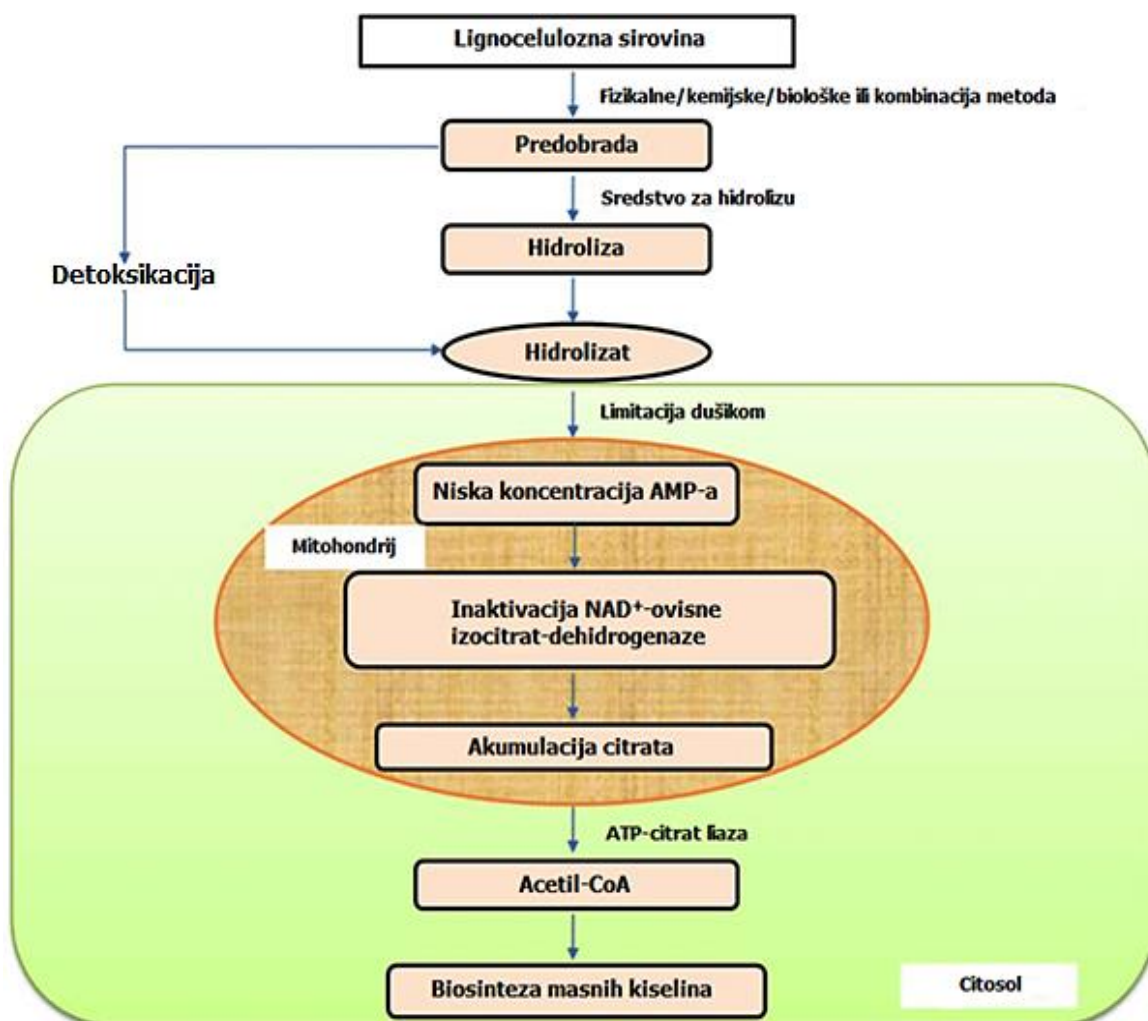 Lignocelulozna sirovina
Fizikalne/kemijske/biološke ili kombinacija metoda
Predobrada
Sredstvo za hidrolizu
Hidroliza
Detoksikacija
Hidrolizat
Limitacija dušikom
Niska koncentracija AMP-a
Mitohondrij
Inaktivacija NAD⁺-ovisne
izocitrat-dehidrogenaze
Akumulacija citrata
ATP-citrat liaza
Acetil-CoA
Biosinteza masnih kiselina
Citosol